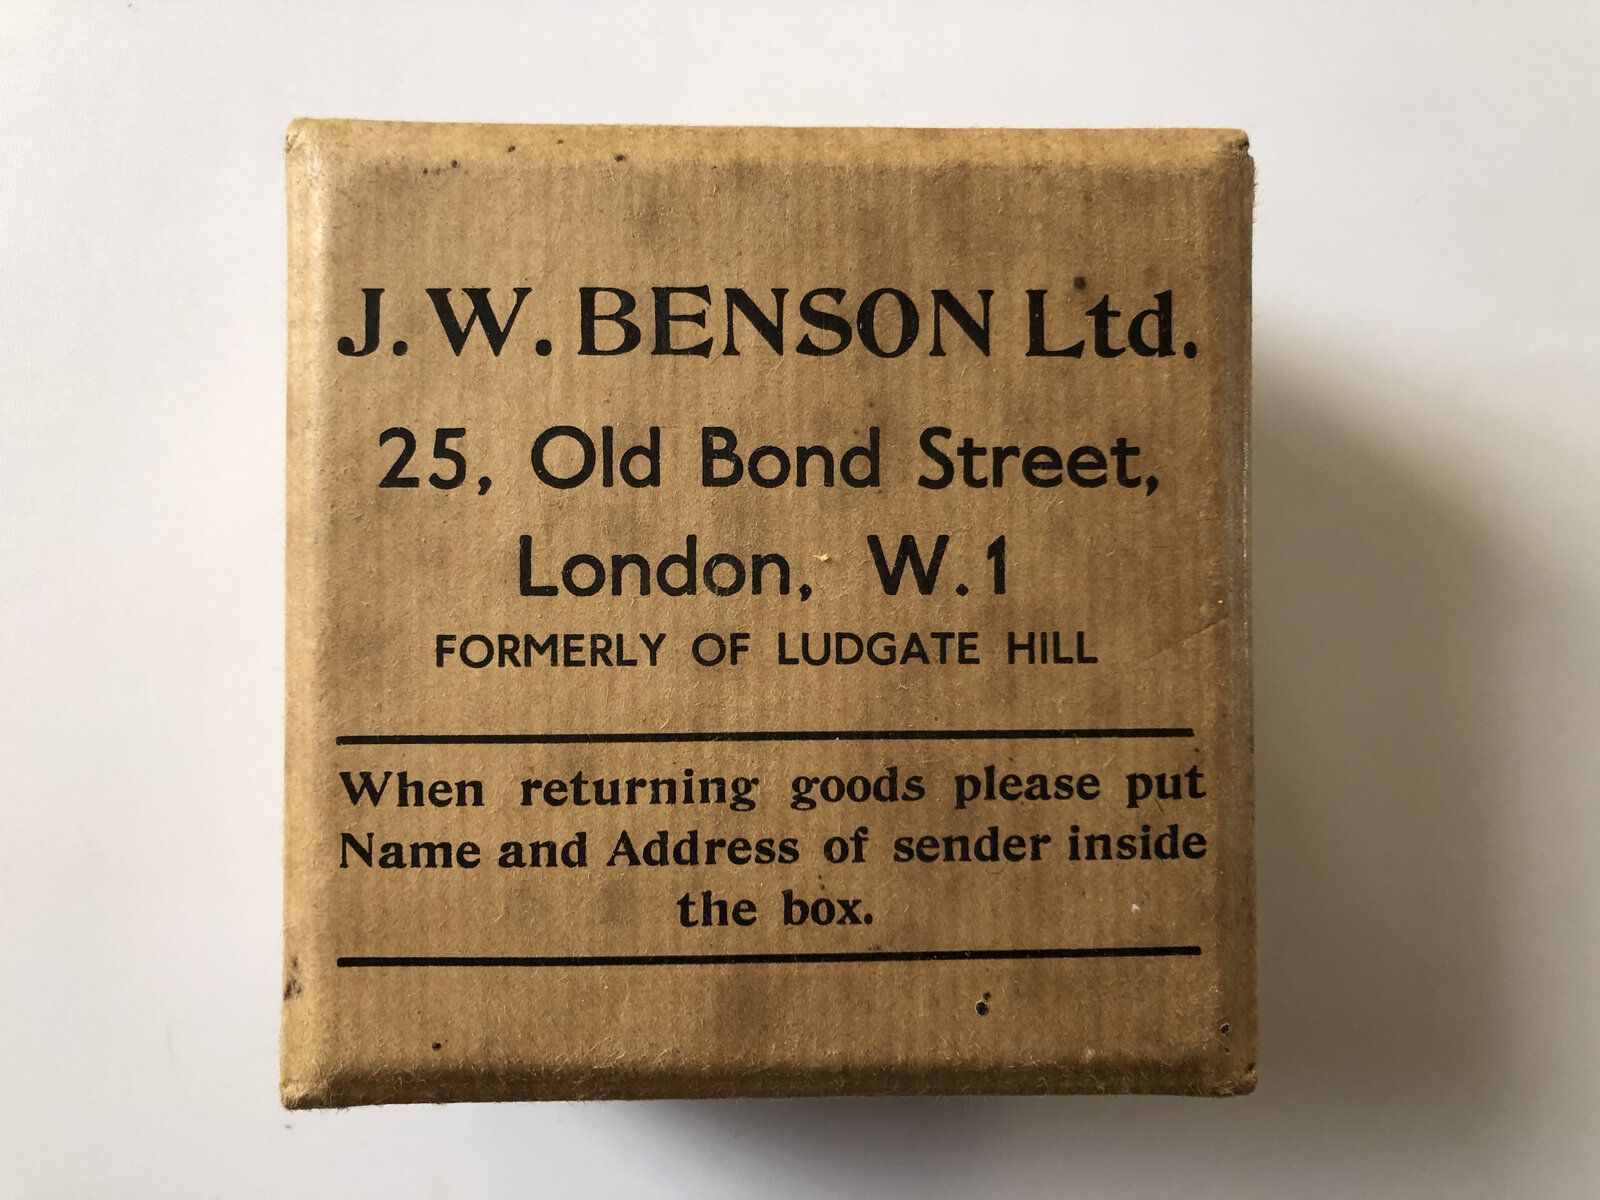 J. W. BENSON Ltd.
25, Old Bond Street,
London, W.1
FORMERLY OF LUDGATE HILL
When returning goods please put
Name and Address of sender inside
the box.